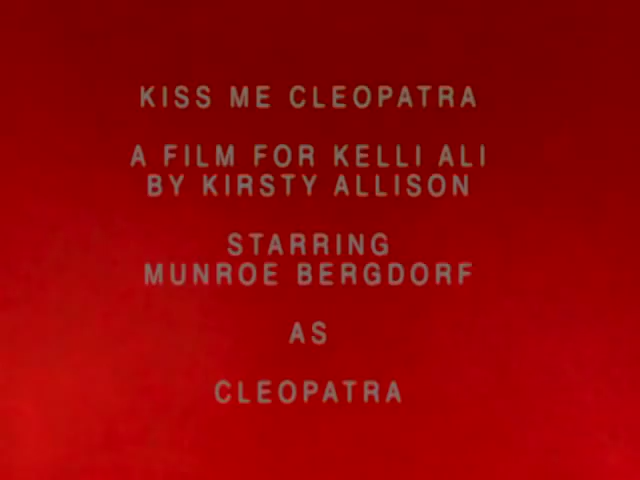 KISS ME CLEOPATRA
A FILM FOR KELLI ALI
BY KIRSTY ALLISON
STARRING
MUNROE BERGDORF
AS
CLEOPATRA